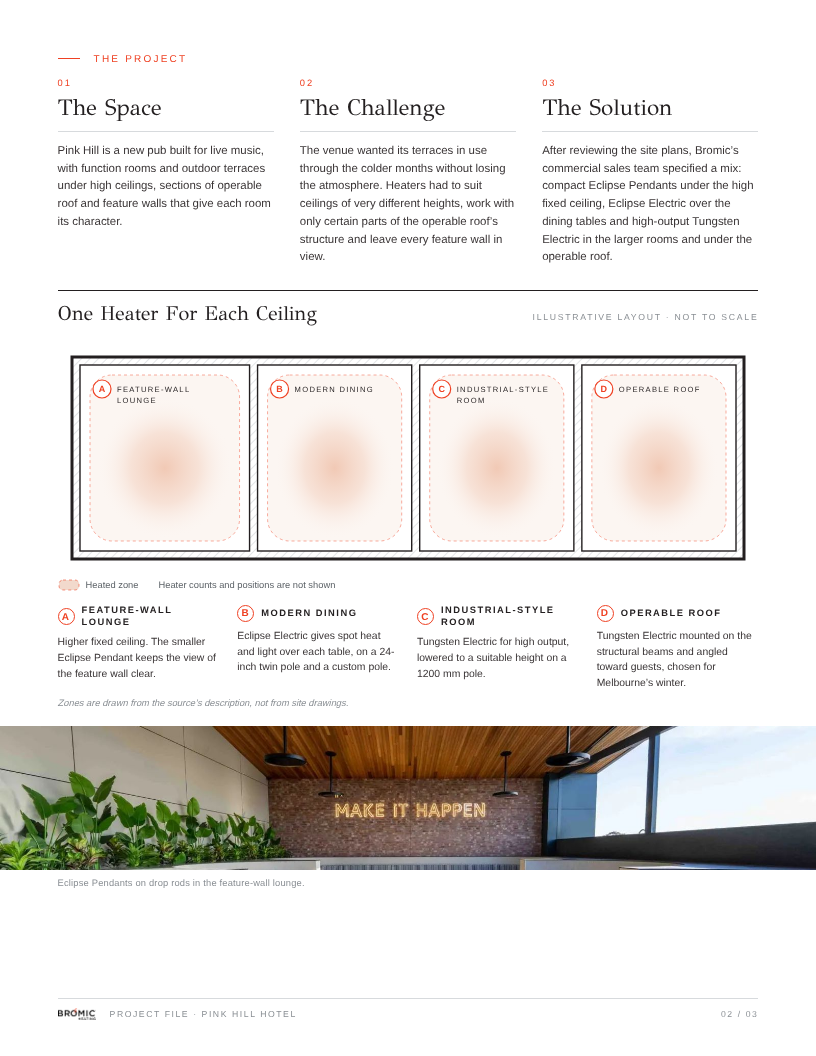 THE PROJECT
01
The Space
Pink Hill is a new pub built for live music,
with function rooms and outdoor terraces
under high ceilings, sections of operable
roof and feature walls that give each room
its character.
02
The Challenge
The venue wanted its terraces in use
through the colder months without losing
the atmosphere. Heaters had to suit
ceilings of very different heights, work with
only certain parts of the operable roof's
structure and leave every feature wall in
view.
03
The Solution
After reviewing the site plans, Bromic's
commercial sales team specified a mix:
compact Eclipse Pendants under the high
fixed ceiling, Eclipse Electric over the
dining tables and high-output Tungsten
Electric in the larger rooms and under the
operable roof.
One Heater For Each Ceiling
ILLUSTRATIVE LAYOUT · NOT TO SCALE
A FEATURE-WALL
LOUNGE
B MODERN DINING
C INDUSTRIAL-STYLE
ROOM
D OPERABLE ROOF
Heated zone
Heater counts and positions are not shown
A FEATURE-WALL
LOUNGE
Higher fixed ceiling. The smaller
Eclipse Pendant keeps the view of
the feature wall clear.
B MODERN DINING
Eclipse Electric gives spot heat
and light over each table, on a 24-
inch twin pole and a custom pole.
C INDUSTRIAL-STYLE
ROOM
Tungsten Electric for high output,
lowered to a suitable height on a
1200 mm pole.
D OPERABLE ROOF
Tungsten Electric mounted on the
structural beams and angled
toward guests, chosen for
Melbourne's winter.
Zones are drawn from the source's description, not from site drawings.
MAKE IT HAPPEN
Eclipse Pendants on drop rods in the feature-wall lounge.
BROMIC
HEATING
PROJECT FILE · PINK HILL HOTEL
02 / 03